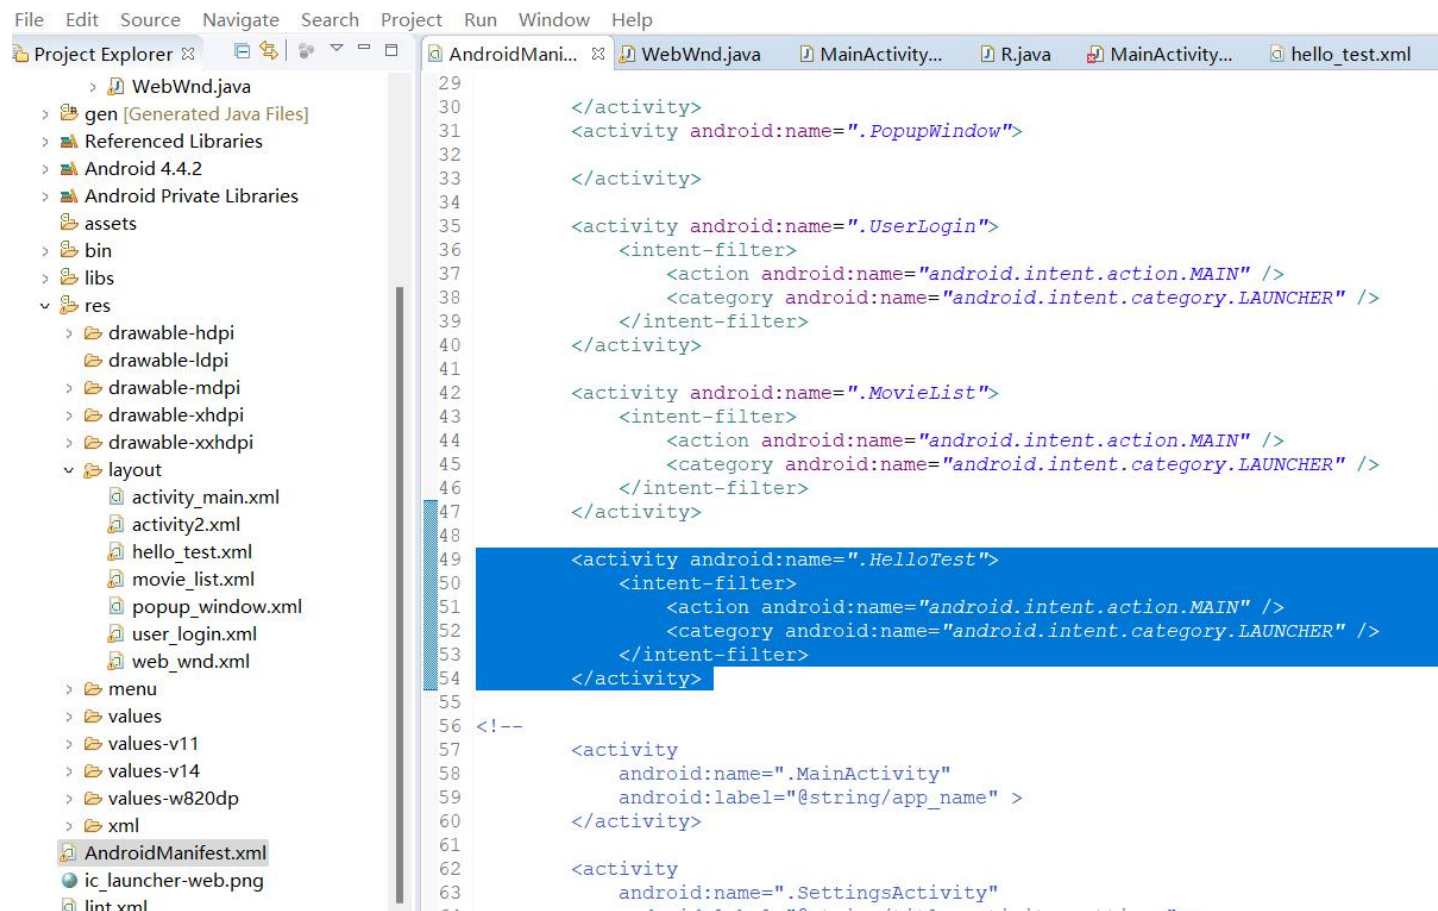 File Edit Source Navigate Search Project Run Window Help
Project Explorer
AndroidMani... WebWnd.java MainActivity... R.java MainActivity... hello_test.xml
WebWnd.java
gen [Generated Java Files]
Referenced Libraries
Android 4.4.2
Android Private Libraries
assets
bin
libs
res
drawable-hdpi
drawable-ldpi
drawable-mdpi
drawable-xhdpi
drawable-xxhdpi
layout
activity_main.xml
activity2.xml
hello_test.xml
movie_list.xml
popup_window.xml
user_login.xml
web_wnd.xml
menu
values
values-v11
values-v14
values-w820dp
xml
AndroidManifest.xml
ic_launcher-web.png
lint.xml
29
30 </activity>
31 <activity android:name=".PopupWindow">
32
33 </activity>
34
35 <activity android:name=".UserLogin">
36 <intent-filter>
37 <action android:name="android.intent.action.MAIN" />
38 <category android:name="android.intent.category.LAUNCHER" />
39 </intent-filter>
40 </activity>
41
42 <activity android:name=".MovieList">
43 <intent-filter>
44 <action android:name="android.intent.action.MAIN" />
45 <category android:name="android.intent.category.LAUNCHER" />
46 </intent-filter>
47 </activity>
48
49 <activity android:name=".HelloTest">
50 <intent-filter>
51 <action android:name="android.intent.action.MAIN" />
52 <category android:name="android.intent.category.LAUNCHER" />
53 </intent-filter>
54 </activity>
55
56 <!--
57 <activity
58 android:name=".MainActivity"
59 android:label="@string/app_name" >
60 </activity>
61
62 <activity
63 android:name=".SettingsActivity"